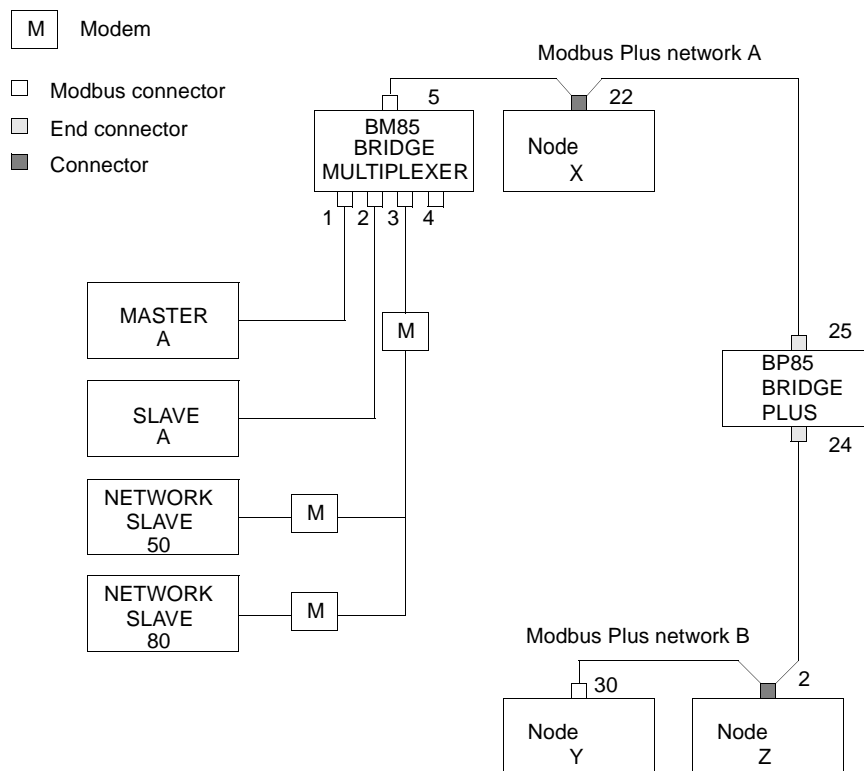 M Modem
Modbus connector
End connector
Connector
Modbus Plus network A
5
22
BM85
BRIDGE
MULTIPLEXER
Node
X
1 2 3 4
MASTER
A
M
25
BP85
BRIDGE
PLUS
24
SLAVE
A
NETWORK
SLAVE
50
M
NETWORK
SLAVE
80
M
Modbus Plus network B
30
2
Node
Y
Node
Z